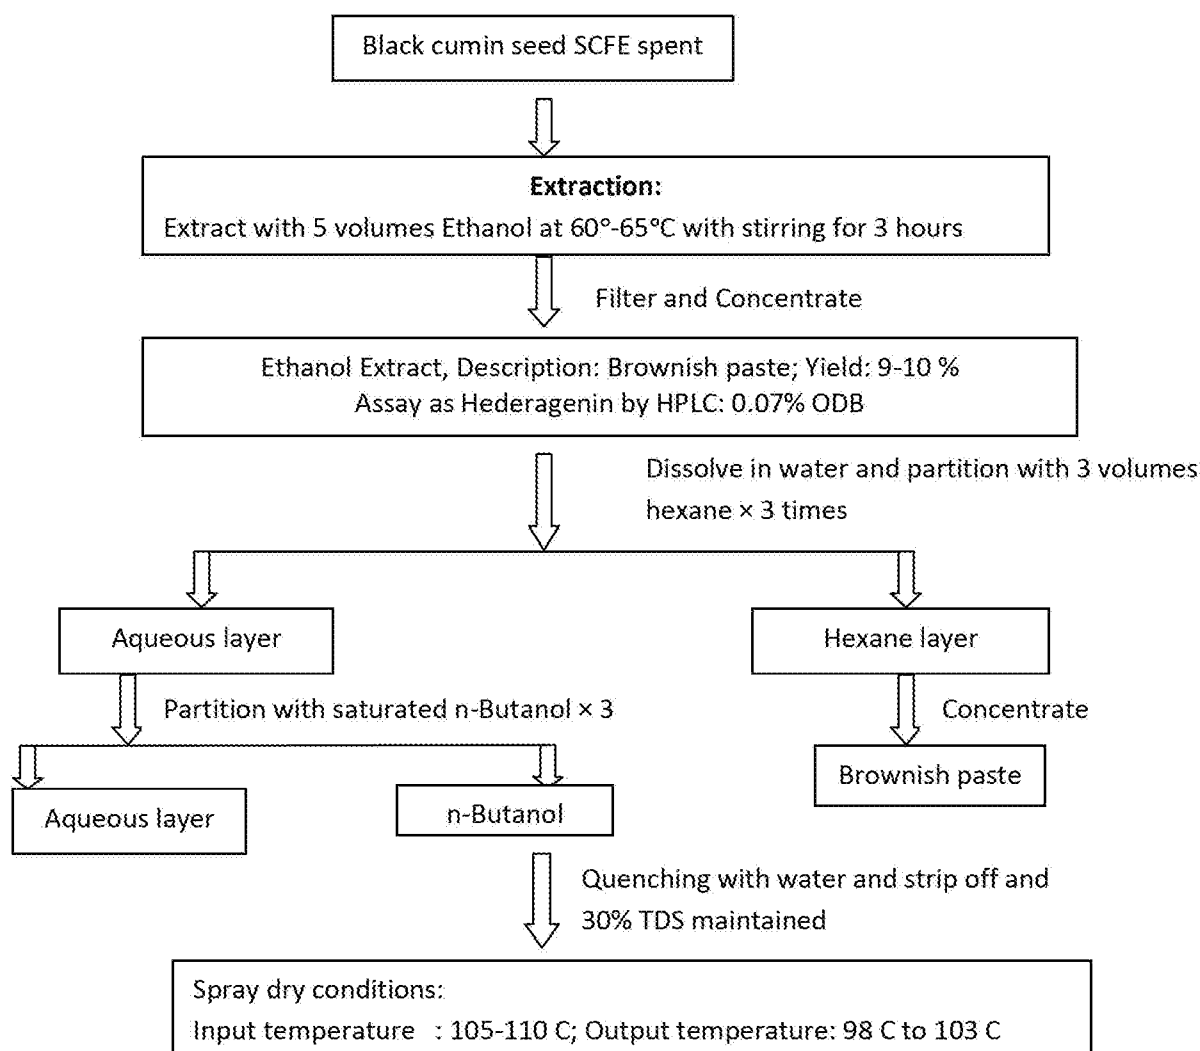 Black cumin seed SCFE spent
Extraction:
Extract with 5 volumes Ethanol at 60°-65°C with stirring for 3 hours
Filter and Concentrate
Ethanol Extract, Description: Brownish paste; Yield: 9-10 %
Assay as Hederagenin by HPLC: 0.07% ODB
Dissolve in water and partition with 3 volumes
hexane × 3 times
Aqueous layer
Hexane layer
Partition with saturated n-Butanol × 3
Concentrate
Brownish paste
Aqueous layer
n-Butanol
Quenching with water and strip off and
30% TDS maintained
Spray dry conditions:
Input temperature : 105-110 C; Output temperature: 98 C to 103 C